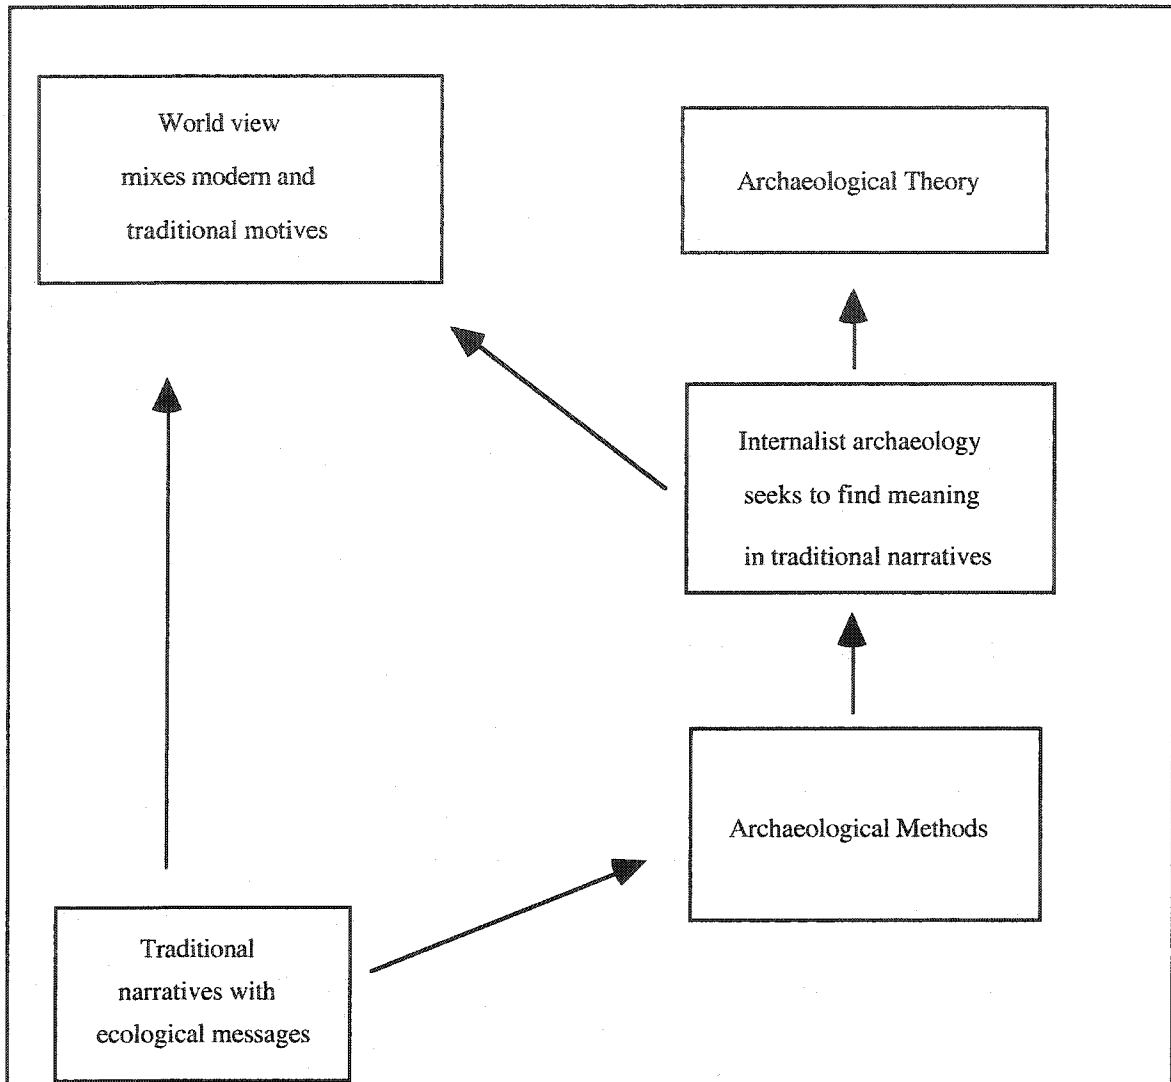 World view
mixes modern and
traditional motives
Archaeological Theory
Internalist archaeology
seeks to find meaning
in traditional narratives
Archaeological Methods
Traditional
narratives with
ecological messages